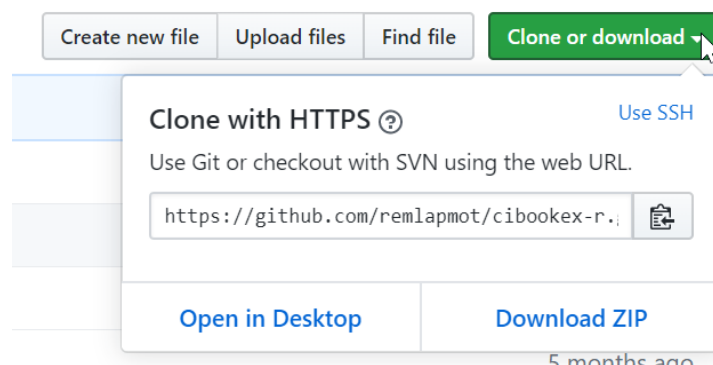 Create new file Upload files Find file Clone or download
Clone with HTTPS ?
Use SSH
Use Git or checkout with SVN using the web URL.
https://github.com/remlapmot/cibookex-r.
Open in Desktop Download ZIP
5 months ago